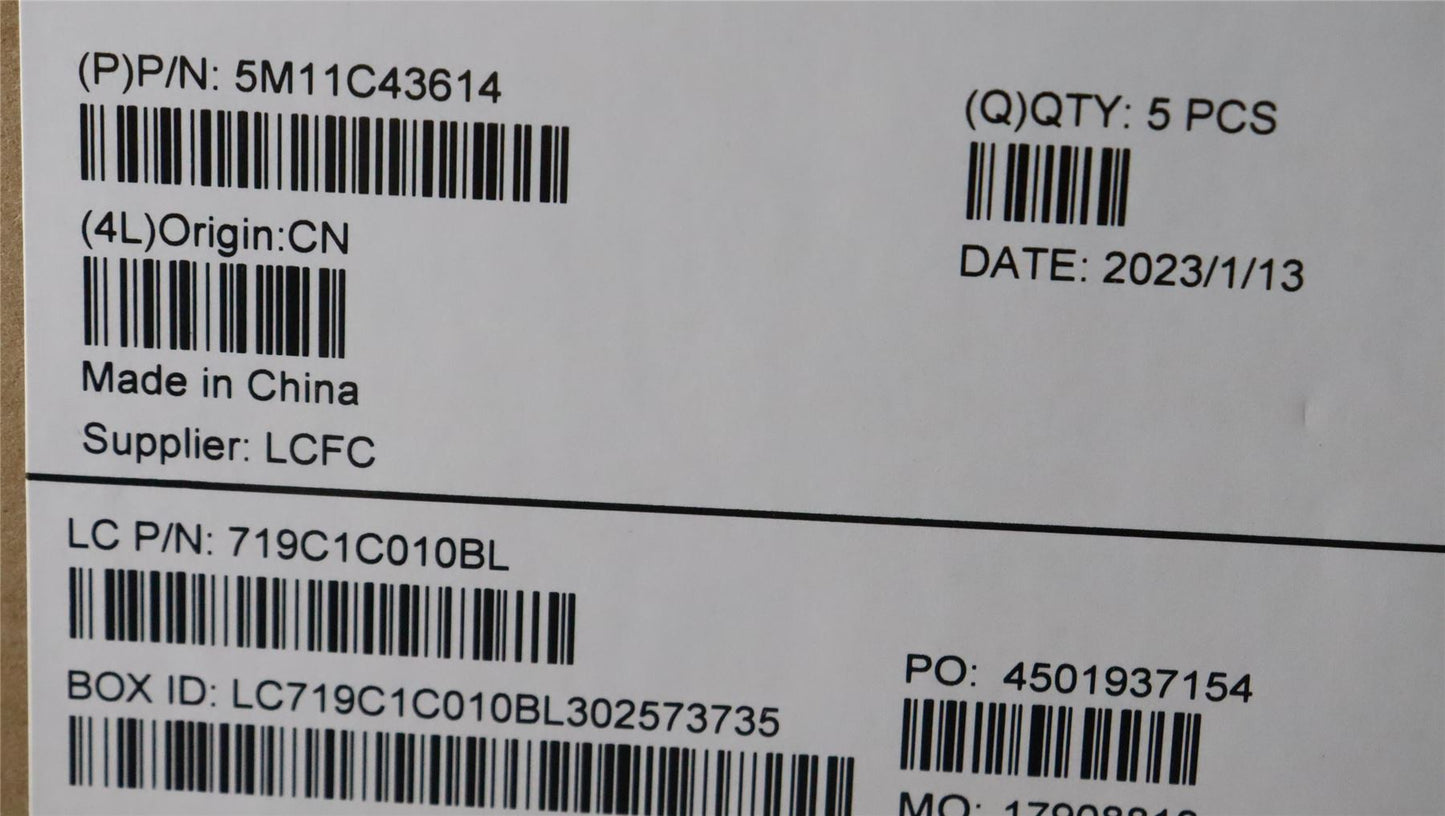 (P)P/N: 5M11C43614
(Q)QTY: 5 PCS
(4L)Origin:CN
DATE: 2023/1/13
Made in China
Supplier: LCFC
LC P/N: 719C1C010BL
BOX ID: LC719C1C010BL302573735
PO: 4501937154
MO: